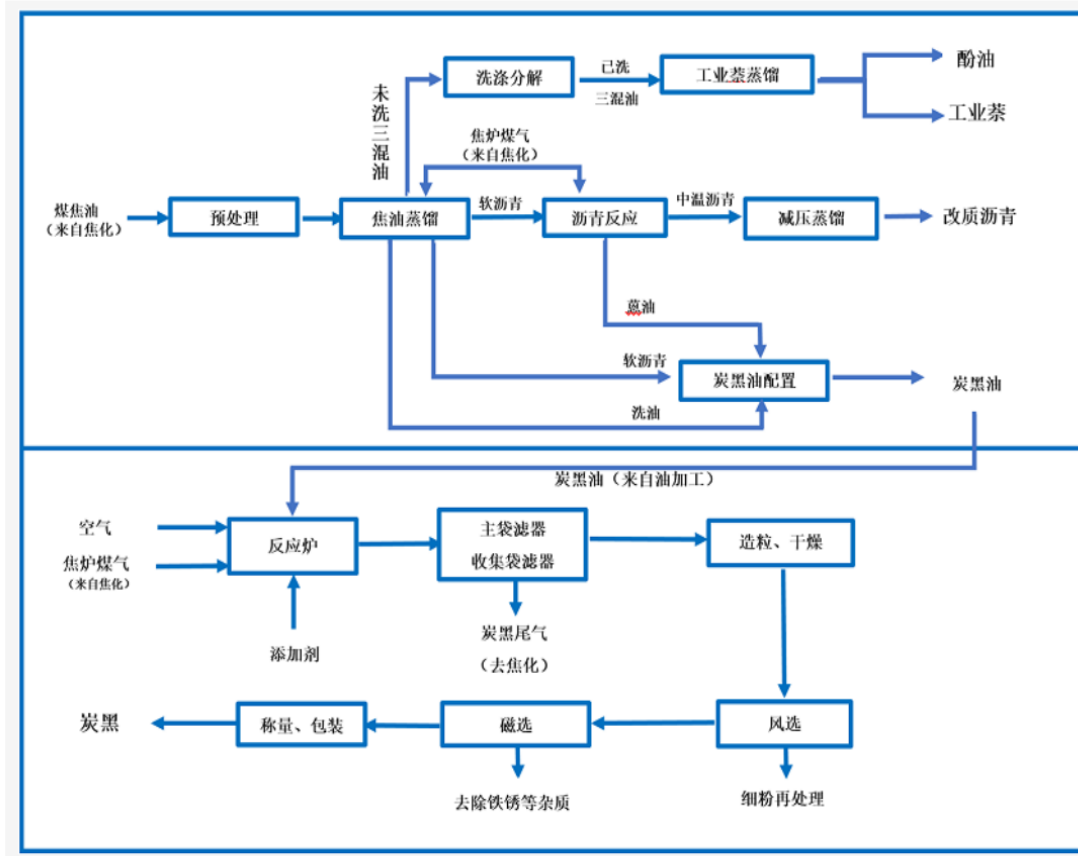 酚油
洗涤分解
已洗
三混油
工业萘蒸馏
工业萘
未洗三混油
焦炉煤气
（来自焦化）
煤焦油
（来自焦化）
预处理
焦油蒸馏
软沥青
沥青反应
中温沥青
减压蒸馏
改质沥青
蒽油
软沥青
炭黑油配置
炭黑油
洗油
炭黑油（来自油加工）
空气
焦炉煤气
（来自焦化）
反应炉
主袋滤器
收集袋滤器
造粒、干燥
添加剂
炭黑尾气
（去焦化）
炭黑
称量、包装
磁选
风选
去除铁锈等杂质
细粉再处理